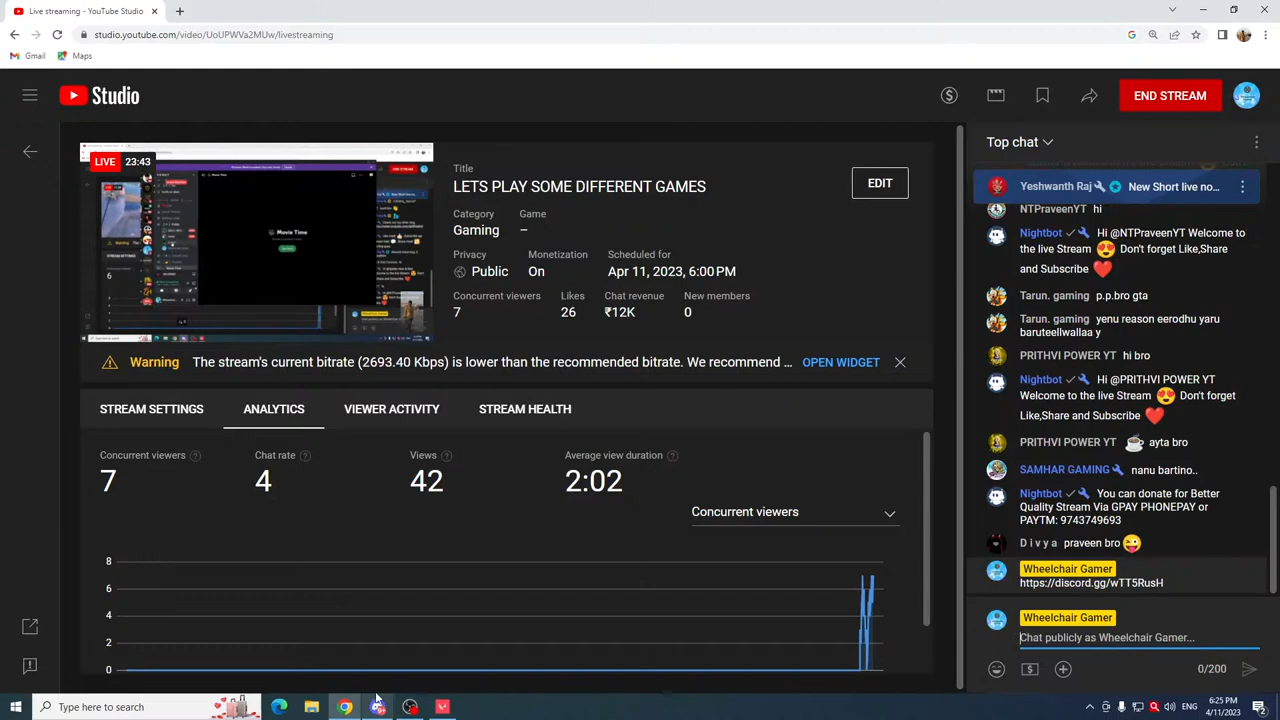 Live streaming - YouTube Studio
studio.youtube.com/video/UoUPWVa2MUw/livestreaming
Gmail
Maps
Studio
END STREAM
LIVE 23:43
Movie Time
Title
LETS PLAY SOME DIFFERENT GAMES
EDIT
Category
Game
Gaming
–
Privacy
Monetization
Scheduled for
Public
On
Apr 11, 2023, 6:00 PM
Concurrent viewers
Likes
Chat revenue
New members
7
26
₹12K
0
Warning The stream's current bitrate (2693.40 Kbps) is lower than the recommended bitrate. We recommend ...
OPEN WIDGET
STREAM SETTINGS
ANALYTICS
VIEWER ACTIVITY
STREAM HEALTH
Concurrent viewers
Chat rate
Views
Average view duration
7
4
42
2:02
Concurrent viewers
8
6
4
2
0
Top chat
Yeshwanth Raj New Short live no...
NTPraveenYT hi
Nightbot Hi @NTPraveenYT Welcome to
the live Stream 😍 Don't forget Like,Share
and Subscribe ❤️
Tarun. gaming p.p.bro gta
Tarun. gaming venu reason eerodhu yaru
baruteellwallaa y
PRITHVI POWER YT hi bro
Nightbot Hi @PRITHVI POWER YT
Welcome to the live Stream 😍 Don't forget
Like,Share and Subscribe ❤️
PRITHVI POWER YT ☕ ayta bro
SAMHAR GAMING nanu bartino..
Nightbot You can donate for Better
Quality Stream Via GPAY PHONEPAY or
PAYTM: 9743749693
D i v y a praveen bro 😜
Wheelchair Gamer
https://discord.gg/wTT5RusH
Wheelchair Gamer
Chat publicly as Wheelchair Gamer...
0/200
Type here to search
ENG
6:25 PM
4/11/2023
2